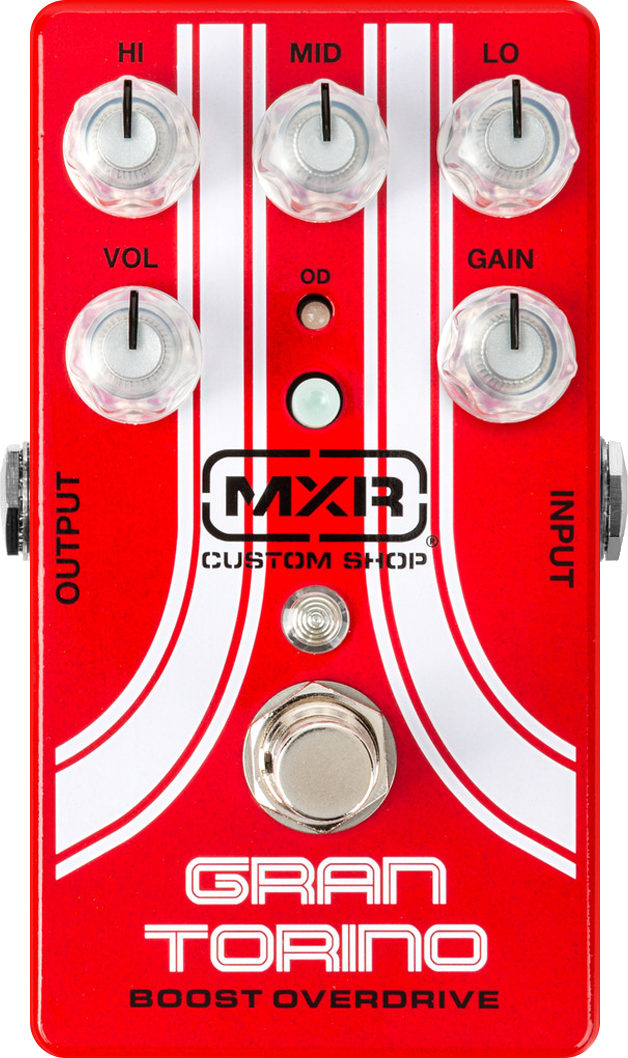 HI MID LO
VOL OD GAIN
MXR®
CUSTOM SHOP
OUTPUT
INPUT
GRAN
TORINO
BOOST OVERDRIVE